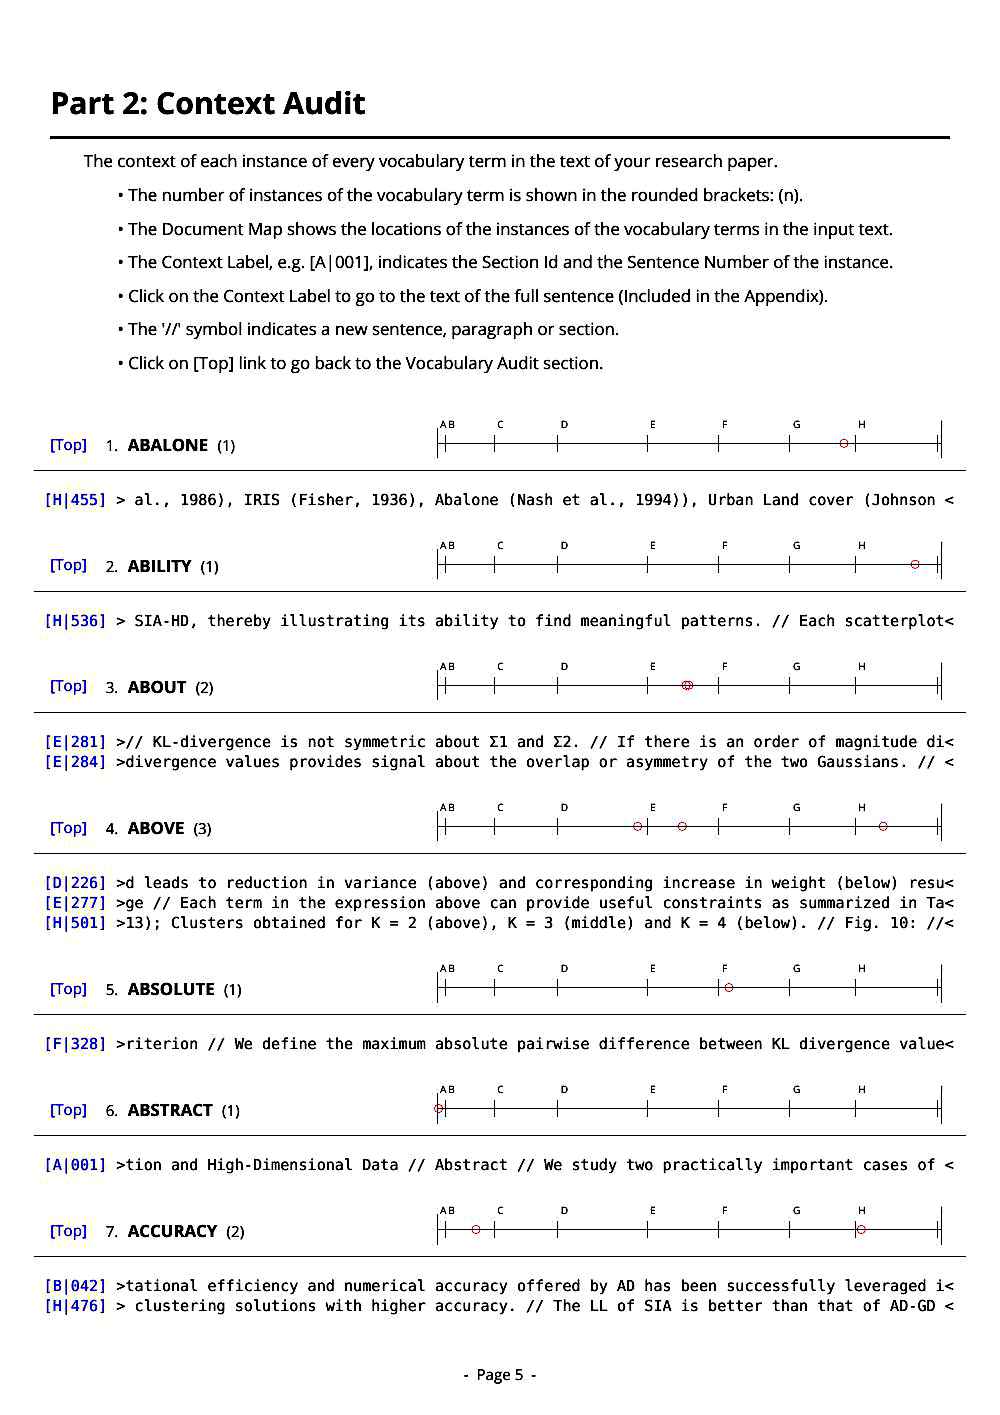 Part 2: Context Audit
The context of each instance of every vocabulary term in the text of your research paper.
• The number of instances of the vocabulary term is shown in the rounded brackets: (n).
• The Document Map shows the locations of the instances of the vocabulary terms in the input text.
• The Context Label, e.g. [A|001], indicates the Section Id and the Sentence Number of the instance.
• Click on the Context Label to go to the text of the full sentence (Included in the Appendix).
• The '//' symbol indicates a new sentence, paragraph or section.
• Click on [Top] link to go back to the Vocabulary Audit section.
A B C D E F G H
[Top] 1. ABALONE (1)
[H|455] > al., 1986), IRIS (Fisher, 1936), Abalone (Nash et al., 1994)), Urban Land cover (Johnson <
A B C D E F G H
[Top] 2. ABILITY (1)
[H|536] > SIA-HD, thereby illustrating its ability to find meaningful patterns. // Each scatterplot<
A B C D E F G H
[Top] 3. ABOUT (2)
[E|281] >// KL-divergence is not symmetric about Σ1 and Σ2. // If there is an order of magnitude di<
[E|284] >divergence values provides signal about the overlap or asymmetry of the two Gaussians. // <
A B C D E F G H
[Top] 4. ABOVE (3)
[D|226] >d leads to reduction in variance (above) and corresponding increase in weight (below) resu<
[E|277] >ge // Each term in the expression above can provide useful constraints as summarized in Ta<
[H|501] >13); Clusters obtained for K = 2 (above), K = 3 (middle) and K = 4 (below). // Fig. 10: //<
A B C D E F G H
[Top] 5. ABSOLUTE (1)
[F|328] >riterion // We define the maximum absolute pairwise difference between KL divergence value<
A B C D E F G H
[Top] 6. ABSTRACT (1)
[A|001] >tion and High-Dimensional Data // Abstract // We study two practically important cases of <
A B C D E F G H
[Top] 7. ACCURACY (2)
[B|042] >tational efficiency and numerical accuracy offered by AD has been successfully leveraged i<
[H|476] > clustering solutions with higher accuracy. // The LL of SIA is better than that of AD-GD <
- Page 5 -